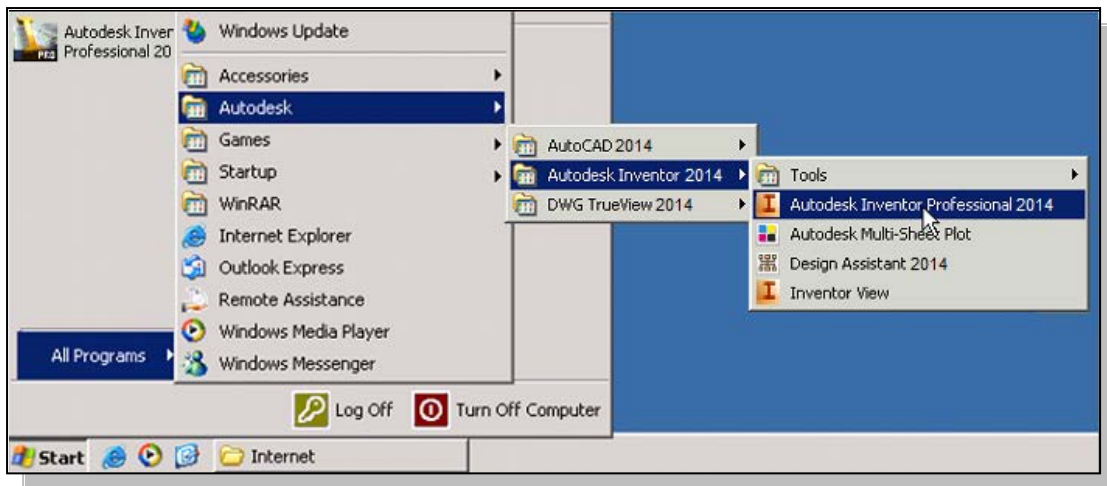 Autodesk Inver
Professional 20
PRO
Windows Update
Accessories
Autodesk
Games
Startup
WinRAR
Internet Explorer
Outlook Express
Remote Assistance
Windows Media Player
Windows Messenger
AutoCAD 2014
Autodesk Inventor 2014
DWG TrueView 2014
Tools
Autodesk Inventor Professional 2014
Autodesk Multi-Sheet Plot
Design Assistant 2014
Inventor View
All Programs
Log Off
Turn Off Computer
Start
Internet